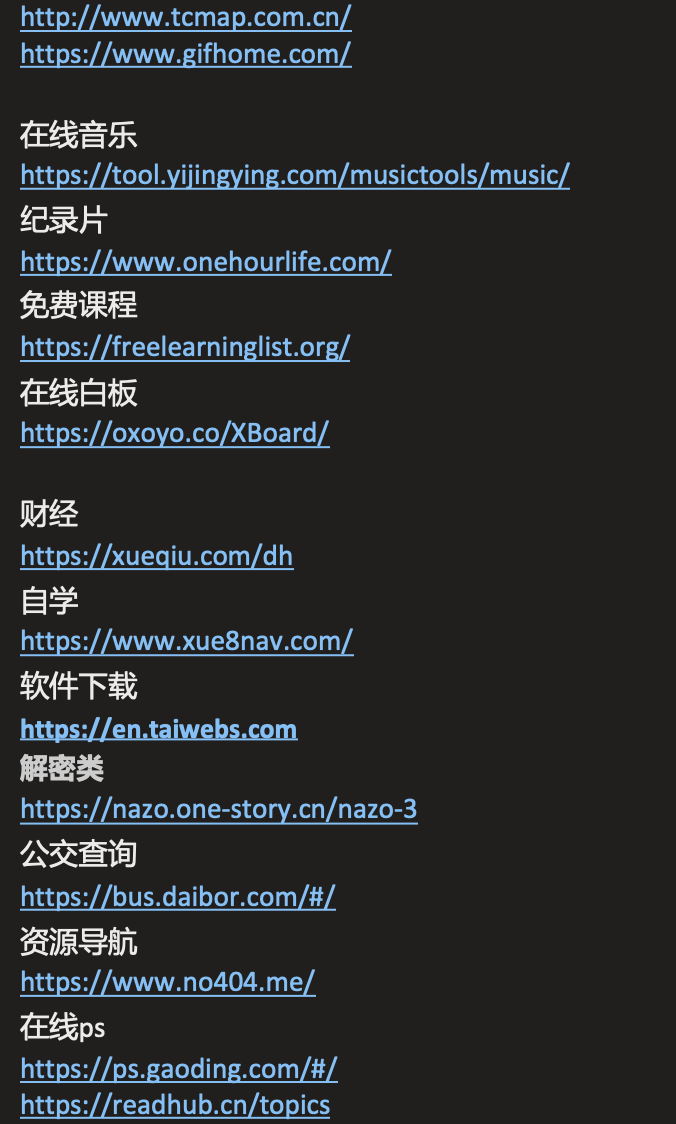 http://www.tcmap.com.cn/
https://www.gifhome.com/
在线音乐
https://tool.yijingying.com/musictools/music/
纪录片
https://www.onehourlife.com/
免费课程
https://freelearninglist.org/
在线白板
https://oxoyo.co/XBoard/
财经
https://xueqiu.com/dh
自学
https://www.xue8nav.com/
软件下载
https://en.taiwebs.com
解密类
https://nazo.one-story.cn/nazo-3
公交查询
https://bus.daibor.com/#/
资源导航
https://www.no404.me/
在线ps
https://ps.gaoding.com/#/
https://readhub.cn/topics